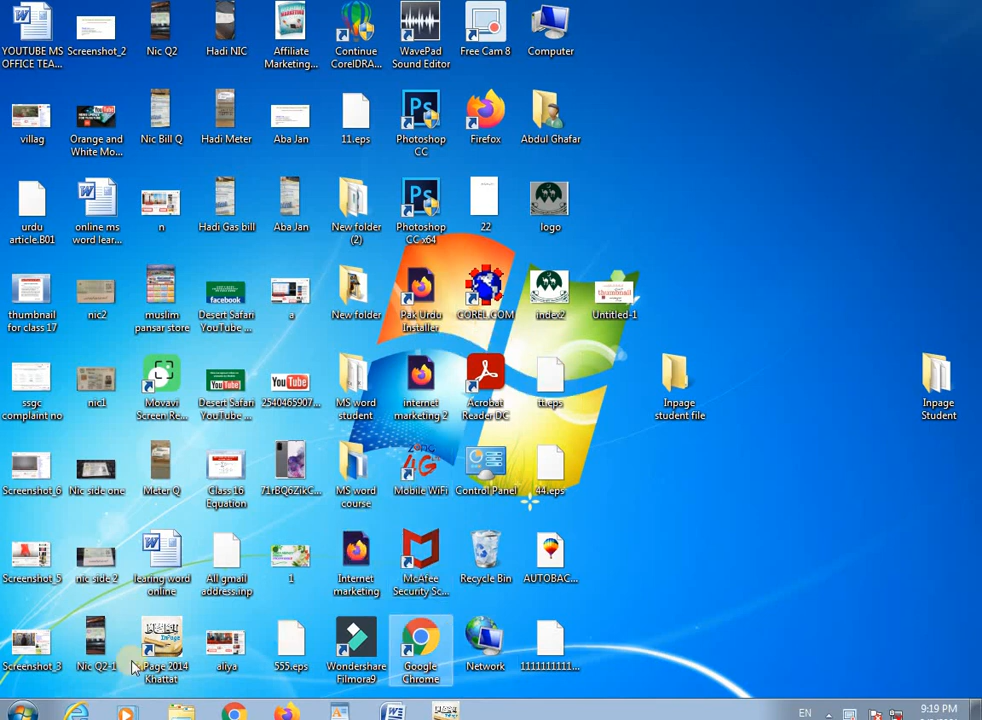 YOUTUBE MS
OFFICE TEA...
Screenshot_2
Nic Q2
Hadi NIC
Affiliate
Marketing...
Continue
CorelDRA...
WavePad
Sound Editor
Free Cam 8
Computer
villag
Orange and
White Mo...
Nic Bill Q
Hadi Meter
Aba Jan
11.eps
Photoshop
CC
Firefox
Abdul Ghafar
urdu
article.B01
online ms
word lear...
n
Hadi Gas bill
Aba Jan
New folder
(2)
Photoshop
CC x64
22
logo
thumbnail
for class 17
nic2
muslim
pansar store
Desert Safari
YouTube ...
a
New folder
Pak Urdu
Installer
COREL.COM
index2
Untitled-1
ssgc
complaint no
nic1
Movavi
Screen Re...
Desert Safari
YouTube ...
2540465907...
MS word
student
internet
marketing 2
Acrobat
Reader DC
tt.eps
Inpage
student file
Inpage
Student
Screenshot_6
Nic side one
Meter Q
Class 16
Equation
71rBQ6ZikC...
MS word
course
Mobile WiFi
Control Panel
44.eps
Screenshot_5
nic side 2
learing word
online
All gmail
address.inp
1
Internet
marketing
McAfee
Security Sc...
Recycle Bin
AUTOBAC...
Screenshot_3
Nic Q2-1
Page 2014
Khattat
aliya
555.eps
Wondershare
Filmora9
Google
Chrome
Network
1111111111...
EN
9:19 PM